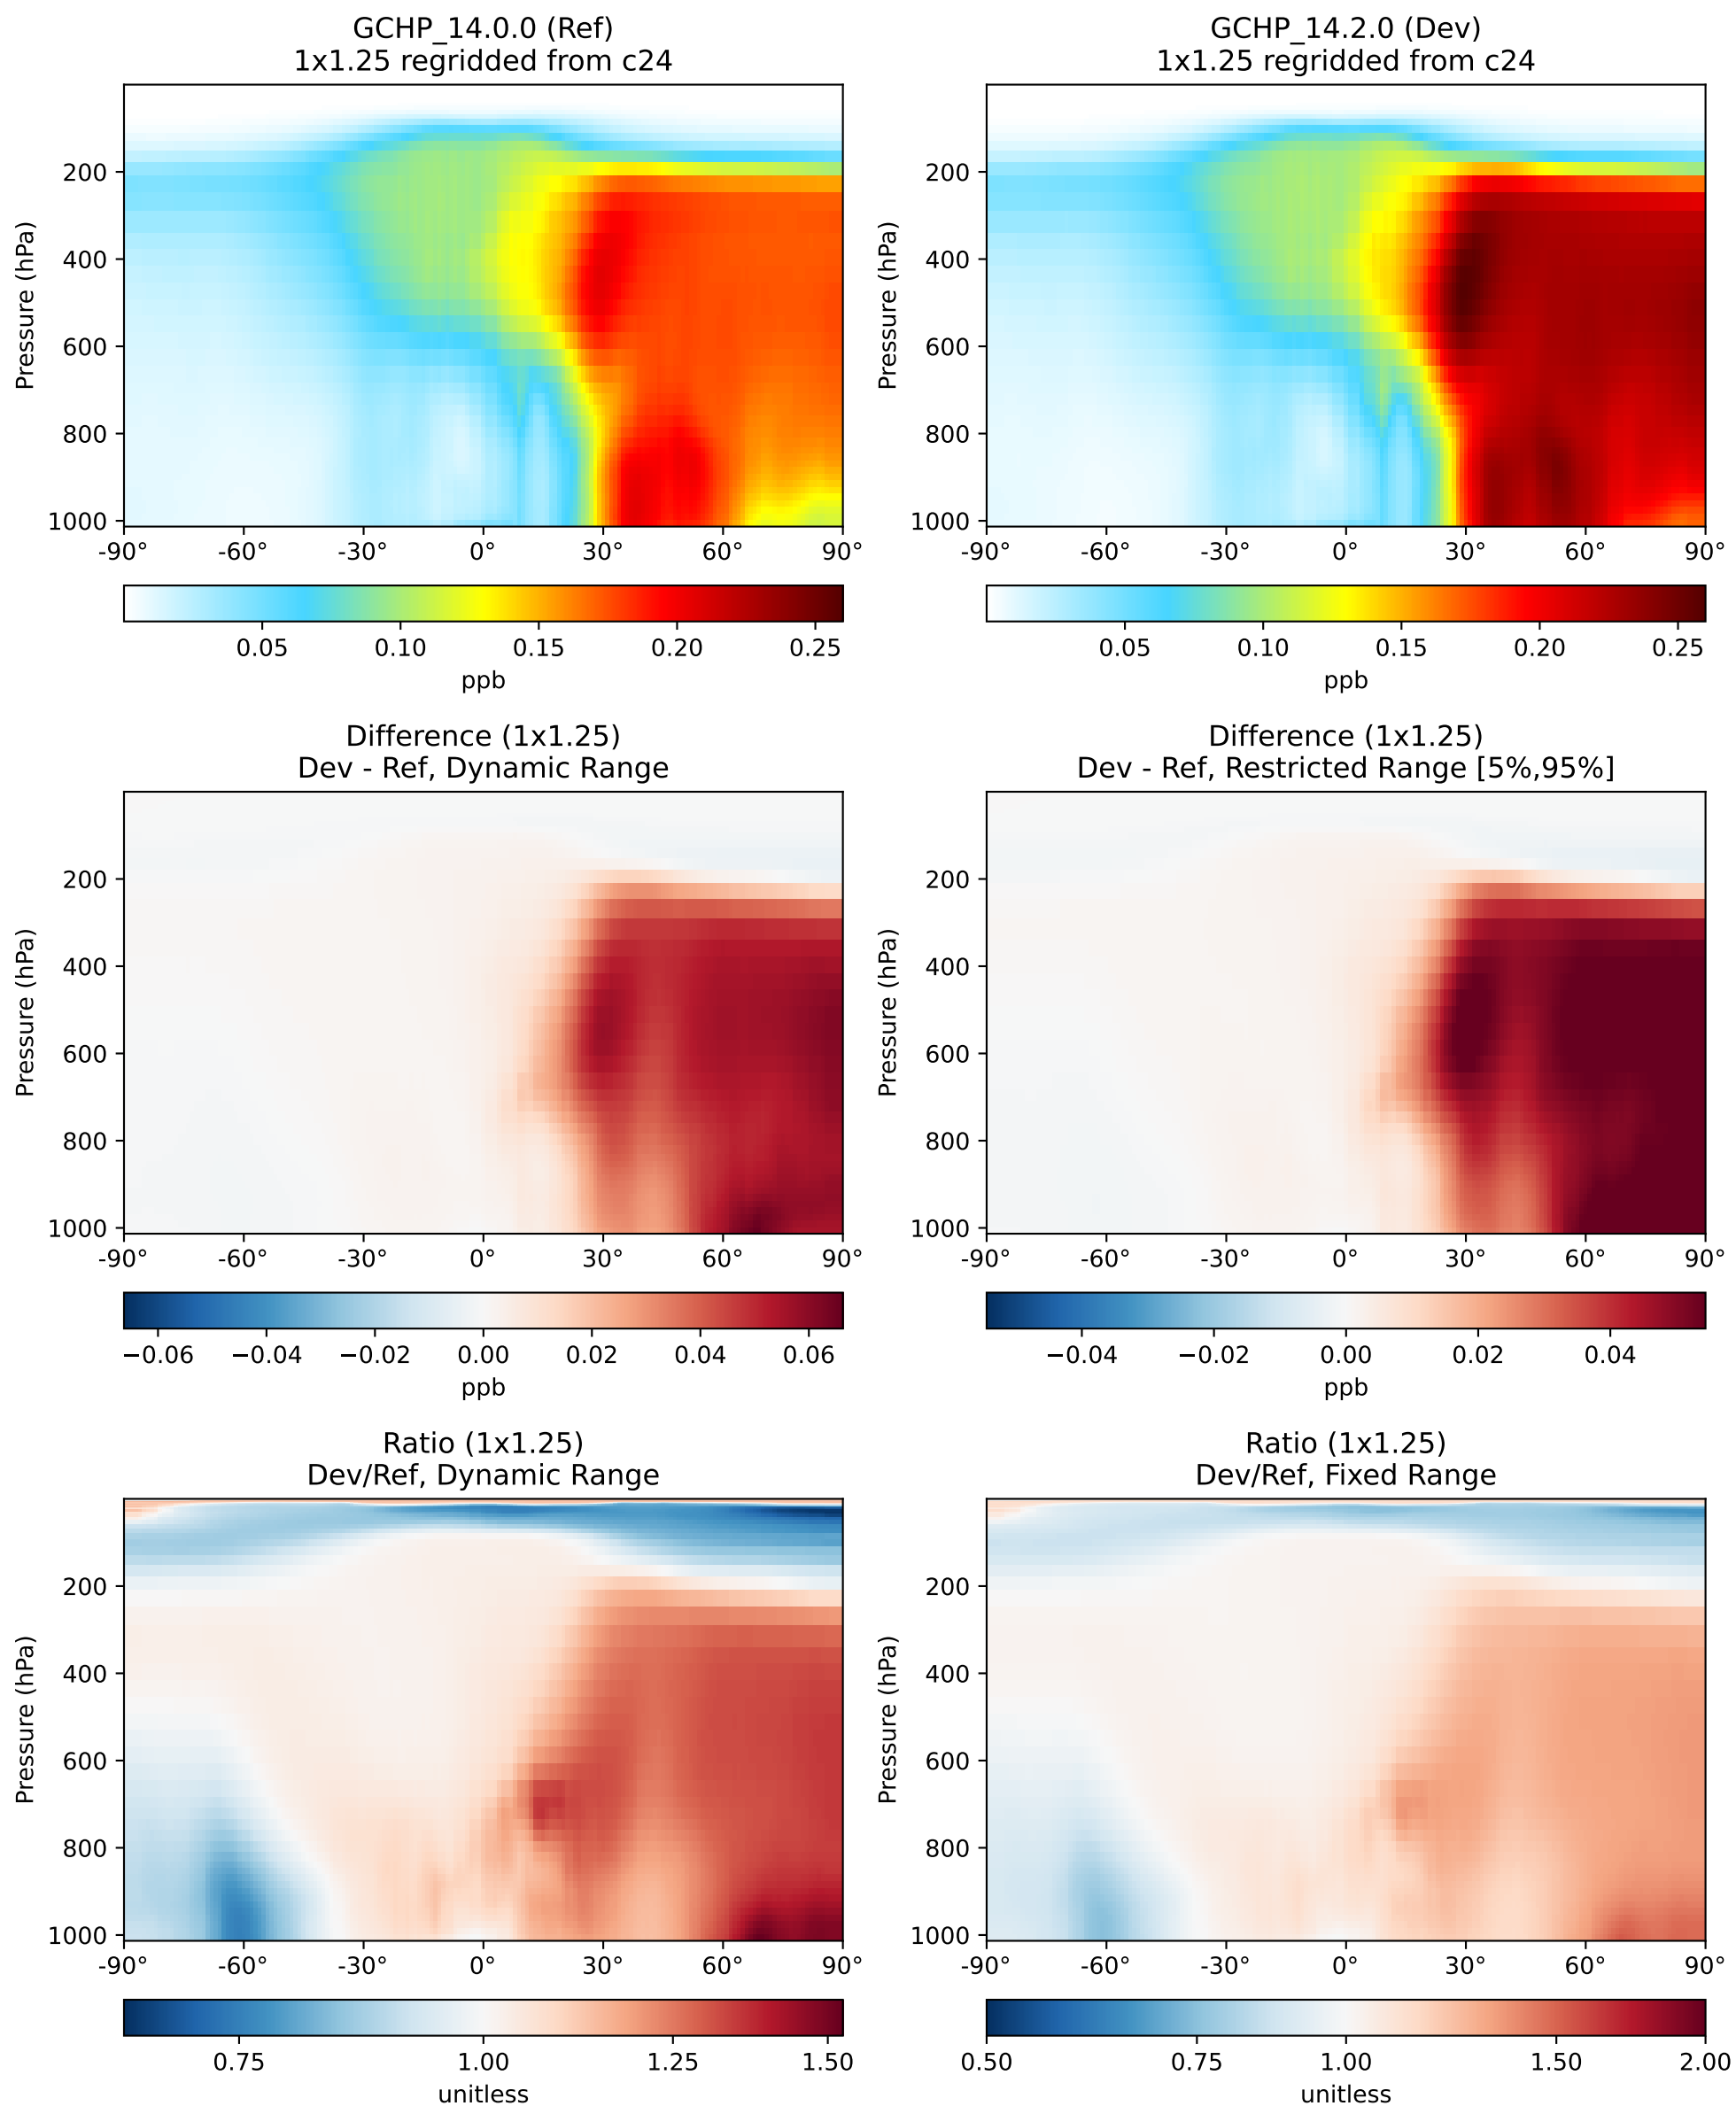 GCHP_14.0.0 (Ref)
1x1.25 regridded from c24
Pressure (hPa)
200
400
600
800
1000
-90° -60° -30° 0° 30° 60° 90°
0.05 0.10 0.15 0.20 0.25
ppb
GCHP_14.2.0 (Dev)
1x1.25 regridded from c24
Pressure (hPa)
200
400
600
800
1000
-90° -60° -30° 0° 30° 60° 90°
0.05 0.10 0.15 0.20 0.25
ppb
Difference (1x1.25)
Dev - Ref, Dynamic Range
Pressure (hPa)
200
400
600
800
1000
-90° -60° -30° 0° 30° 60° 90°
−0.06 −0.04 −0.02 0.00 0.02 0.04 0.06
ppb
Difference (1x1.25)
Dev - Ref, Restricted Range [5%,95%]
Pressure (hPa)
200
400
600
800
1000
-90° -60° -30° 0° 30° 60° 90°
−0.04 −0.02 0.00 0.02 0.04
ppb
Ratio (1x1.25)
Dev/Ref, Dynamic Range
Pressure (hPa)
200
400
600
800
1000
-90° -60° -30° 0° 30° 60° 90°
0.75 1.00 1.25 1.50
unitless
Ratio (1x1.25)
Dev/Ref, Fixed Range
Pressure (hPa)
200
400
600
800
1000
-90° -60° -30° 0° 30° 60° 90°
0.50 0.75 1.00 1.50 2.00
unitless